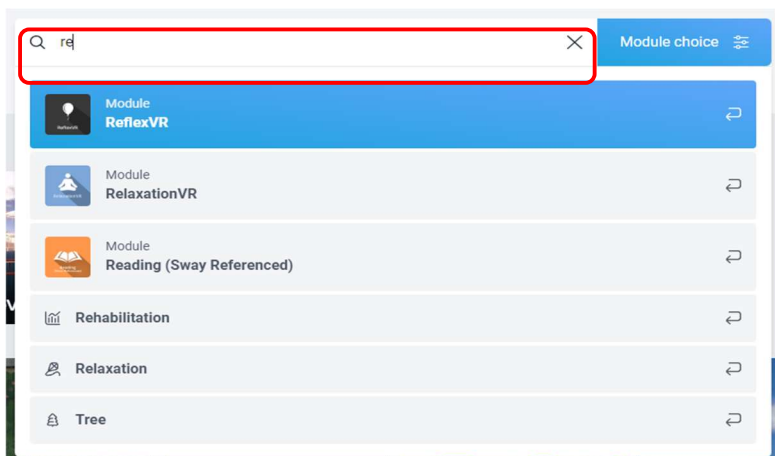 re
Module choice
Module
ReflexVR
Module
RelaxationVR
Module
Reading (Sway Referenced)
Rehabilitation
Relaxation
Tree